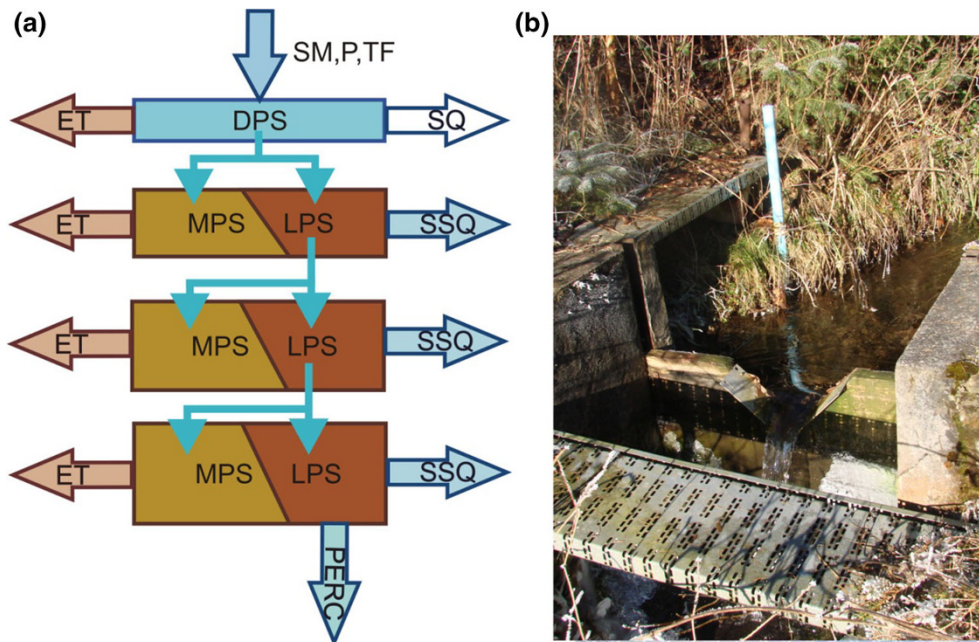 (a)
SM,P,TF
ET
DPS
SQ
ET
MPS
LPS
SSQ
ET
MPS
LPS
SSQ
ET
MPS
LPS
SSQ
PERC
(b)